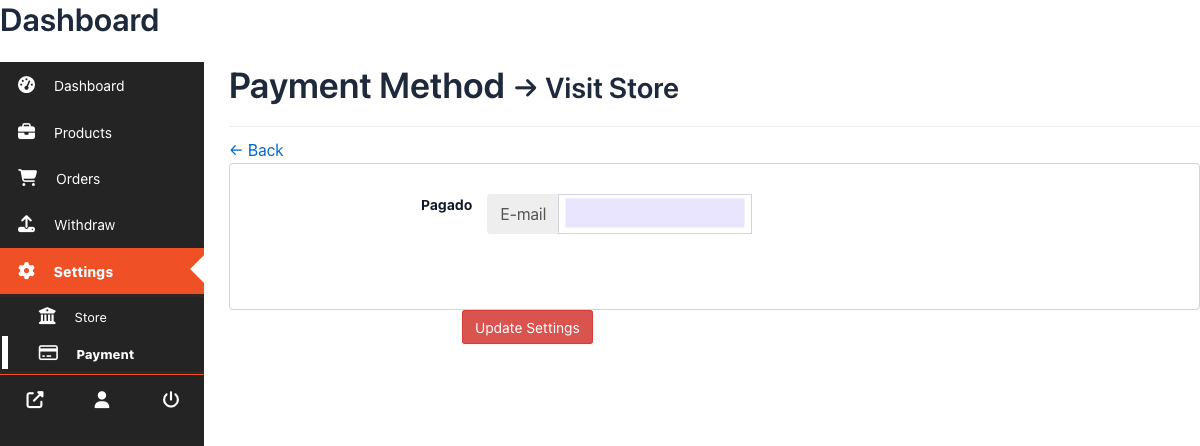 Dashboard
Dashboard
Products
Orders
Withdraw
Settings
Store
Payment
Payment Method → Visit Store
← Back
Pagado
E-mail
Update Settings